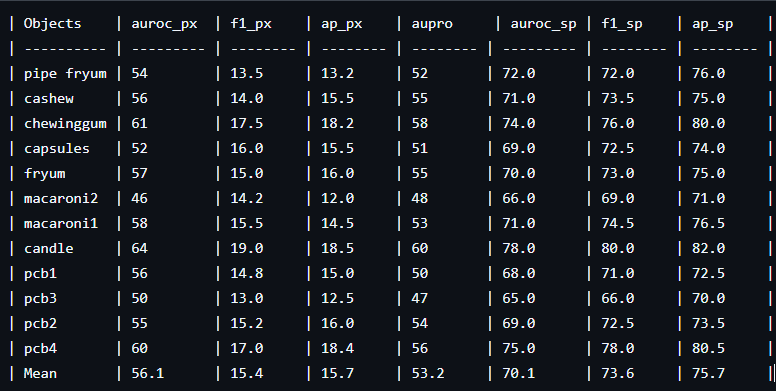 | Objects | auroc_px | f1_px | ap_px | aupro | auroc_sp | f1_sp | ap_sp |
| ---------- | --------- | -------- | -------- | --------- | --------- | -------- | -------- |
| pipe fryum | 54 | 13.5 | 13.2 | 52 | 72.0 | 72.0 | 76.0 |
| cashew | 56 | 14.0 | 15.5 | 55 | 71.0 | 73.5 | 75.0 |
| chewinggum | 61 | 17.5 | 18.2 | 58 | 74.0 | 76.0 | 80.0 |
| capsules | 52 | 16.0 | 15.5 | 51 | 69.0 | 72.5 | 74.0 |
| fryum | 57 | 15.0 | 16.0 | 55 | 70.0 | 73.0 | 75.0 |
| macaroni2 | 46 | 14.2 | 12.0 | 48 | 66.0 | 69.0 | 71.0 |
| macaroni1 | 58 | 15.5 | 14.5 | 53 | 71.0 | 74.5 | 76.5 |
| candle | 64 | 19.0 | 18.5 | 60 | 78.0 | 80.0 | 82.0 |
| pcb1 | 56 | 14.8 | 15.0 | 50 | 68.0 | 71.0 | 72.5 |
| pcb3 | 50 | 13.0 | 12.5 | 47 | 65.0 | 66.0 | 70.0 |
| pcb2 | 55 | 15.2 | 16.0 | 54 | 69.0 | 72.5 | 73.5 |
| pcb4 | 60 | 17.0 | 18.4 | 56 | 75.0 | 78.0 | 80.5 |
| Mean | 56.1 | 15.4 | 15.7 | 53.2 | 70.1 | 73.6 | 75.7 |